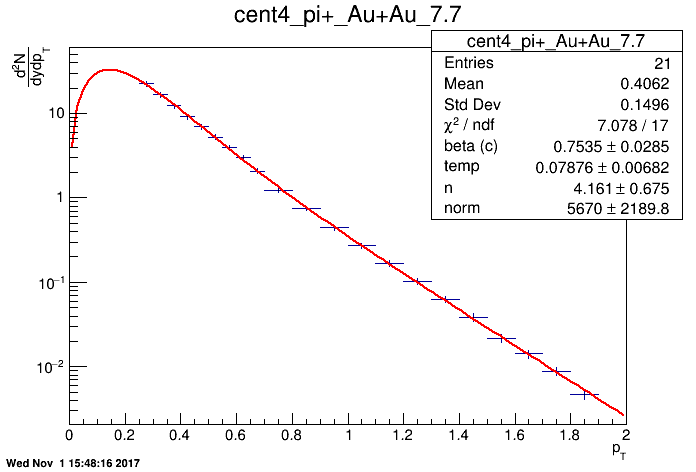 cent4_pi+_Au+Au_7.7
cent4_pi+_Au+Au_7.7
Entries 21
Mean 0.4062
Std Dev 0.1496
χ² / ndf 7.078 / 17
beta (c) 0.7535 ± 0.0285
temp 0.07876 ± 0.00682
n 4.161 ± 0.675
norm 5670 ± 2189.8
d²N
dydp_T
10
1
10⁻¹
10⁻²
0 0.2 0.4 0.6 0.8 1 1.2 1.4 1.6 1.8 2
p_T
Wed Nov 1 15:48:16 2017